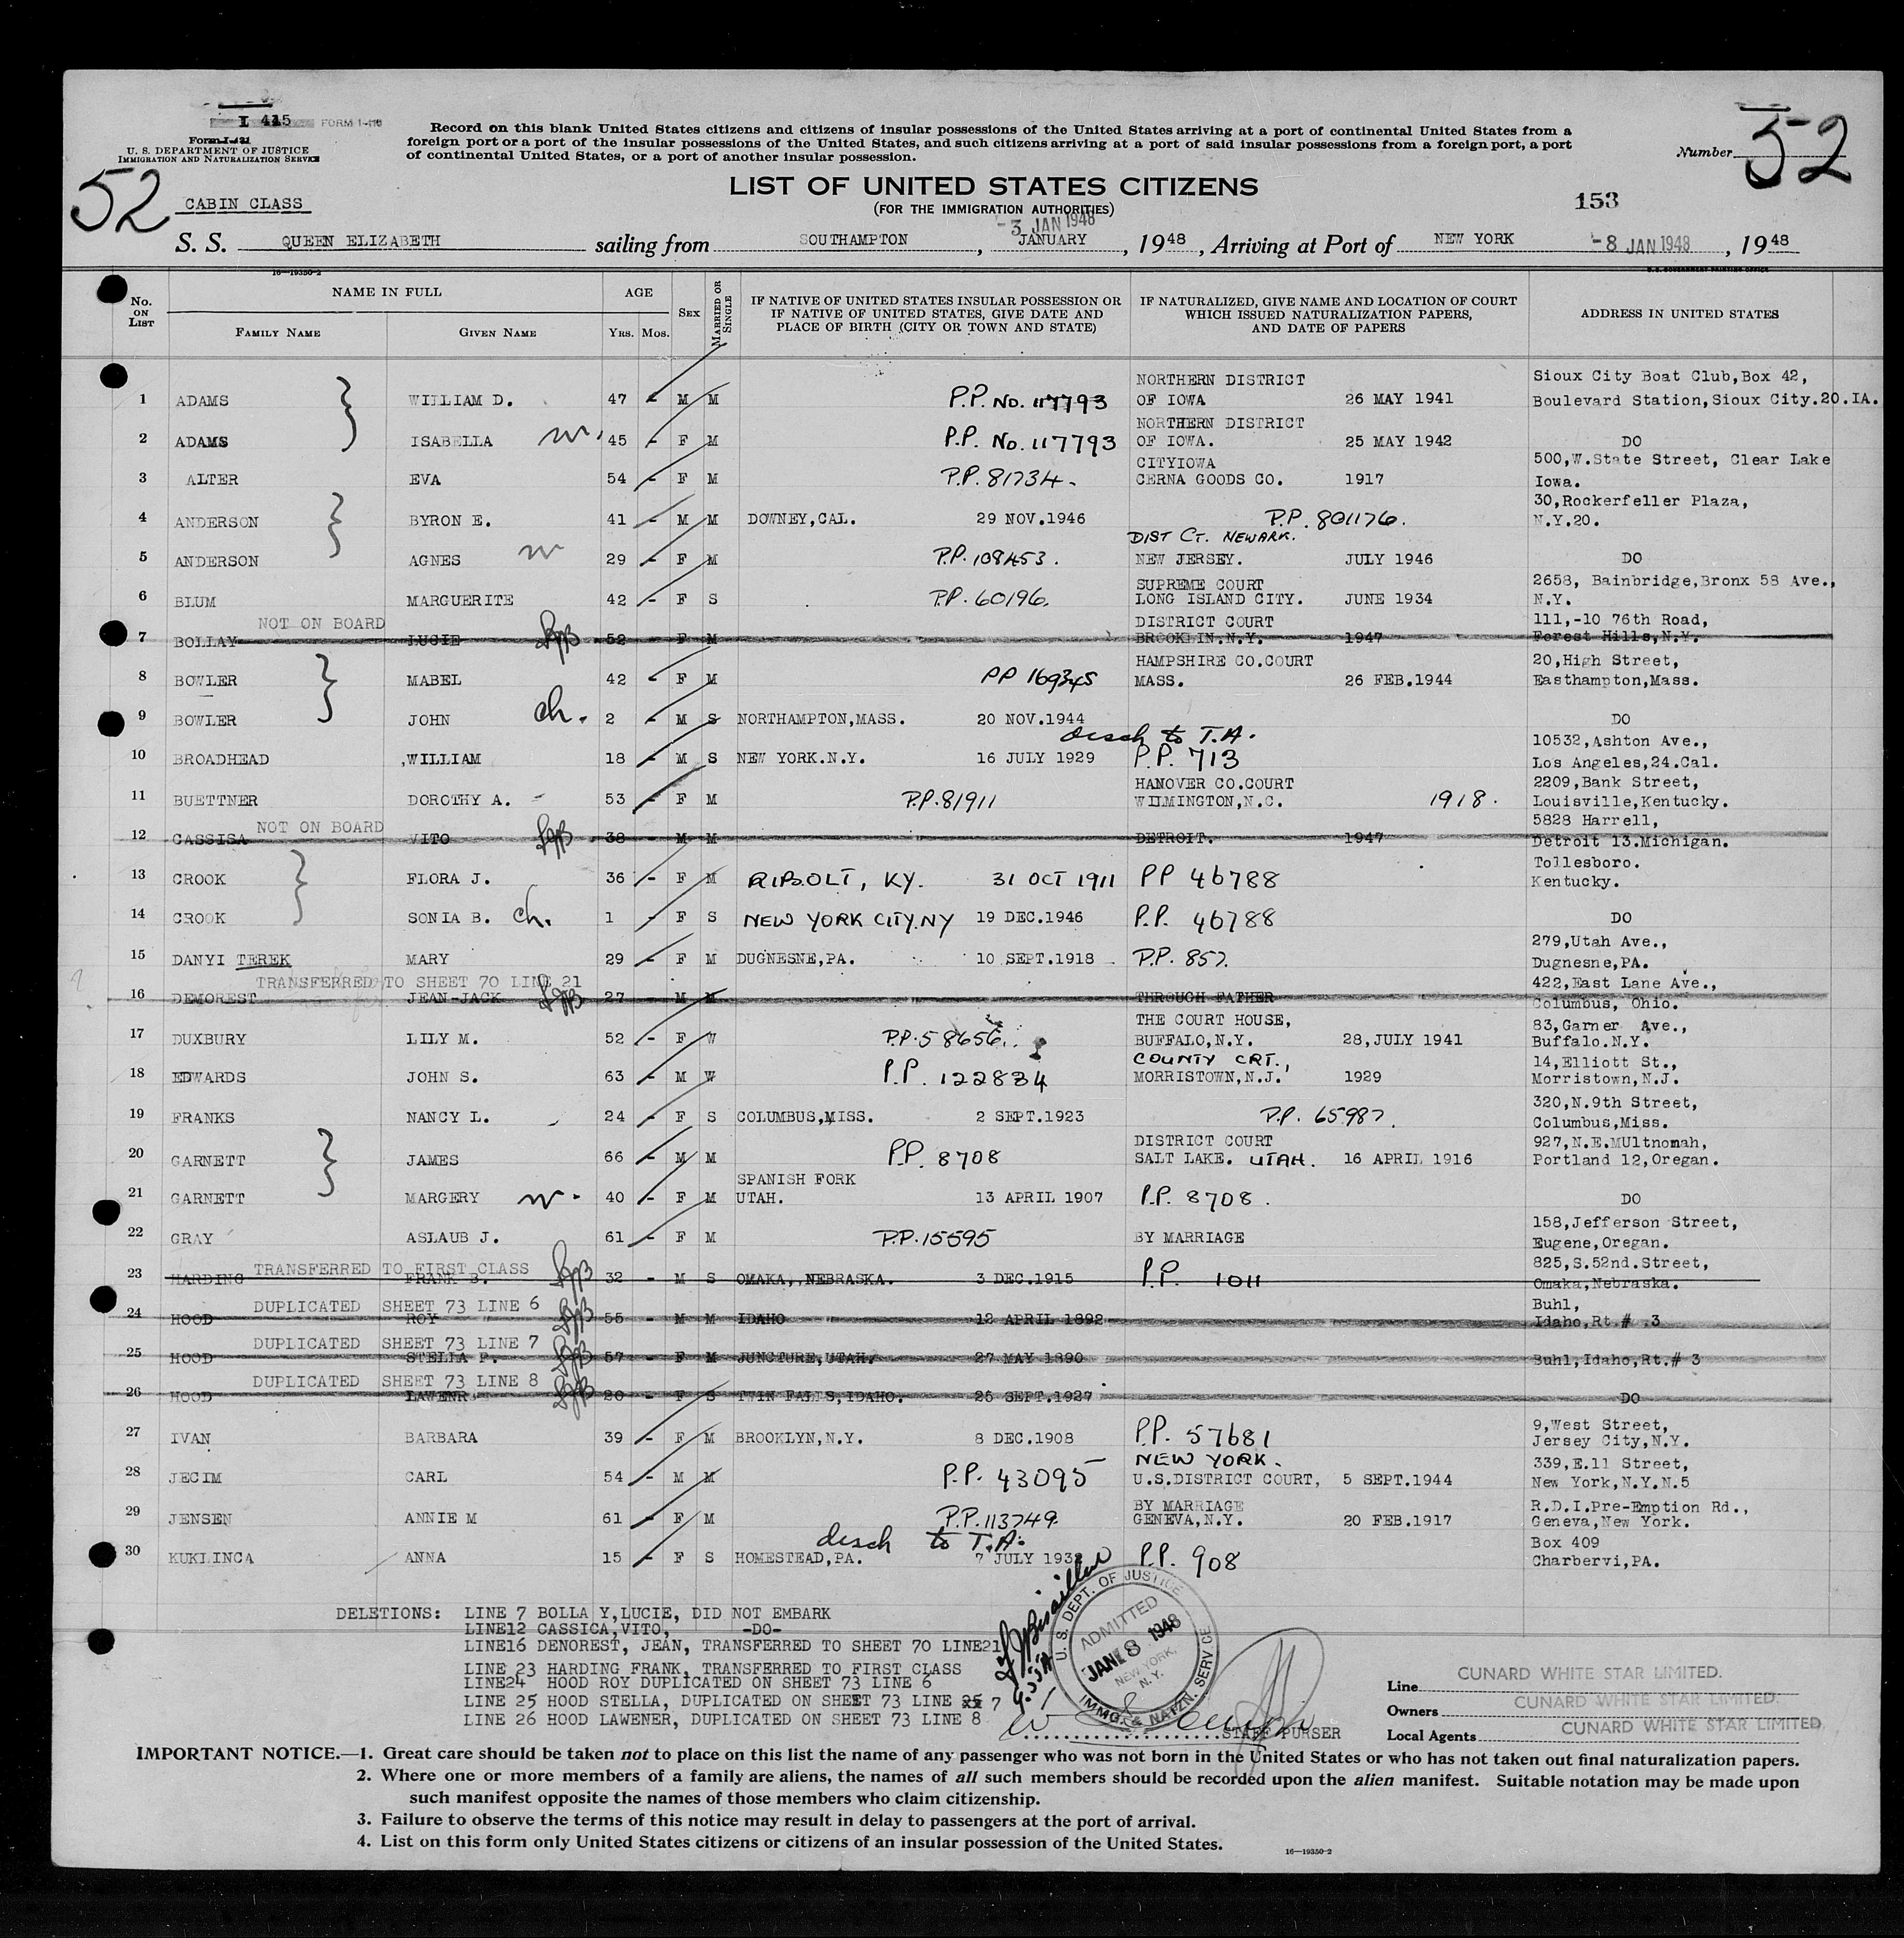 I 415 FORM I-416
Form I-421
U. S. DEPARTMENT OF JUSTICE
IMMIGRATION AND NATURALIZATION SERVICE
Record on this blank United States citizens and citizens of insular possessions of the United States arriving at a port of continental United States from a
foreign port or a port of the insular possessions of the United States, and such citizens arriving at a port of said insular possessions from a foreign port, a port
of continental United States, or a port of another insular possession.
Number 52
52 CABIN CLASS
LIST OF UNITED STATES CITIZENS
(FOR THE IMMIGRATION AUTHORITIES)
153
-3 JAN 1948
S. S. QUEEN ELIZABETH sailing from SOUTHAMPTON, JANUARY, 1948, Arriving at Port of NEW YORK -8 JAN 1948, 1948
16—19350-2 U. S. GOVERNMENT PRINTING OFFICE
No. ON LIST
NAME IN FULL
FAMILY NAME GIVEN NAME
AGE
YRS. MOS.
SEX
MARRIED OR SINGLE
IF NATIVE OF UNITED STATES INSULAR POSSESSION OR
IF NATIVE OF UNITED STATES, GIVE DATE AND
PLACE OF BIRTH (CITY OR TOWN AND STATE)
IF NATURALIZED, GIVE NAME AND LOCATION OF COURT
WHICH ISSUED NATURALIZATION PAPERS,
AND DATE OF PAPERS
ADDRESS IN UNITED STATES
NORTHERN DISTRICT Sioux City Boat Club,Box 42,
1 ADAMS WILLIAM D. 47 - M M P.P. No. 117793 OF IOWA 26 MAY 1941 Boulevard Station,Sioux City.20.IA.
NORTHERN DISTRICT
2 ADAMS ISABELLA W. 45 - F M P.P. No. 117793 OF IOWA. 25 MAY 1942 DO
CITYIOWA 500,W.State Street, Clear Lake
3 ALTER EVA 54 - F M P.P. 81734. CERNA GOODS CO. 1917 Iowa.
30,Rockerfeller Plaza,
4 ANDERSON BYRON E. 41 - M M DOWNEY,CAL. 29 NOV.1946 P.P. 801176. N.Y.20.
DIST CT. NEWARK.
5 ANDERSON AGNES W 29 - F M P.P. 108453. NEW JERSEY. JULY 1946 DO
SUPREME COURT 2658, Bainbridge,Bronx 58 Ave.,
6 BLUM MARGUERITE 42 - F S P.P. 60196. LONG ISLAND CITY. JUNE 1934 N.Y.
NOT ON BOARD DISTRICT COURT 111,-10 76th Road,
7 BOLLAY LUCIE 52 - F M BROOKLIN.N.Y. 1947 Forest Hills,N.Y.
HAMPSHIRE CO.COURT 20,High Street,
8 BOWLER MABEL 42 - F M PP 169345 MASS. 26 FEB.1944 Easthampton,Mass.
9 BOWLER JOHN ch. 2 - M S NORTHAMPTON,MASS. 20 NOV.1944 DO
desch to T.A. 10532,Ashton Ave.,
10 BROADHEAD ,WILLIAM 18 - M S NEW YORK.N.Y. 16 JULY 1929 P.P. 713 Los Angeles,24.Cal.
HANOVER CO.COURT 2209,Bank Street,
11 BUETTNER DOROTHY A. 53 - F M P.P. 81911 WILMINGTON,N.C. 1918. Louisville,Kentucky.
NOT ON BOARD 5828 Harrell,
12 CASSISA VITO 38 - M M DETROIT. 1947 Detroit 13.Michigan.
Tollesboro.
13 CROOK FLORA J. 36 - F M RIBOLT, KY. 31 OCT 1911 PP 46788 Kentucky.
14 CROOK SONIA B. ch. 1 - F S NEW YORK CITY.NY 19 DEC.1946 P.P. 46788 DO
279,Utah Ave.,
15 DANYI TEREK MARY 29 - F M DUGNESNE,PA. 10 SEPT.1918 P.P. 857. Dugnesne,PA.
TRANSFERRED TO SHEET 70 LINE 21 422,East Lane Ave.,
16 DEMOREST JEAN-JACK 27 - M M THROUGH FATHER Columbus, Ohio.
THE COURT HOUSE, 83,Garner Ave.,
17 DUXBURY LILY M. 52 - F W P.P. 58656. BUFFALO,N.Y. 28,JULY 1941 Buffalo.N.Y.
COUNTY CRT., 14,Elliott St.,
18 EDWARDS JOHN S. 63 - M W P.P. 122834 MORRISTOWN,N.J. 1929 Morristown,N.J.
320,N.9th Street,
19 FRANKS NANCY L. 24 - F S COLUMBUS,MISS. 2 SEPT.1923 P.P. 65987. Columbus,Miss.
DISTRICT COURT 927,N.E.MUltnomah,
20 GARNETT JAMES 66 - M M P.P. 8708 SALT LAKE. UTAH. 16 APRIL 1916 Portland 12,Oregan.
SPANISH FORK
21 GARNETT MARGERY W. 40 - F M UTAH. 13 APRIL 1907 P.P. 8708. DO
158,Jefferson Street,
22 GRAY ASLAUB J. 61 - F M P.P. 15595 BY MARRIAGE Eugene,Oregan.
TRANSFERRED TO FIRST CLASS 825,S.52nd.Street,
23 HARDING FRANK B. 32 - M S OMAKA,,NEBRASKA. 3 DEC.1915 P.P. 1011 Omaka,Nebraska.
DUPLICATED SHEET 73 LINE 6 Buhl,
24 HOOD ROY 55 - M M IDAHO 12 APRIL 1892 Idaho,Rt.# 3
DUPLICATED SHEET 73 LINE 7
25 HOOD STELLA P. 57 - F M JUNCTURE,UTAH. 27 MAY 1890 Buhl,Idaho,Rt.# 3
DUPLICATED SHEET 73 LINE 8
26 HOOD LAWENR 20 - F S TWIN FALLS,IDAHO. 26 SEPT.1927 DO
9,West Street,
27 IVAN BARBARA 39 - F M BROOKLYN,N.Y. 8 DEC.1908 P.P. 57681 Jersey City,N.Y.
NEW YORK. 339,E.11 Street,
28 JECIM CARL 54 - M M P.P. 43095 U.S.DISTRICT COURT, 5 SEPT.1944 New York,N.Y.N.5
BY MARRIAGE R.D.I.Pre-Emption Rd.,
29 JENSEN ANNIE M 61 - F M P.P. 113749. GENEVA,N.Y. 20 FEB.1917 Geneva,New York.
desch to T.A. Box 409
30 KUKLINCA ANNA 15 - F S HOMESTEAD,PA. 7 JULY 1932 P.P. 908 Charbervi,PA.
DELETIONS: LINE 7 BOLLA Y,LUCIE, DID NOT EMBARK
LINE12 CASSICA,VITO, -DO-
LINE16 DENOREST, JEAN, TRANSFERRED TO SHEET 70 LINE21
LINE 23 HARDING FRANK, TRANSFERRED TO FIRST CLASS
LINE24 HOOD ROY DUPLICATED ON SHEET 73 LINE 6
LINE 25 HOOD STELLA, DUPLICATED ON SHEET 73 LINE 7
LINE 26 HOOD LAWENER, DUPLICATED ON SHEET 73 LINE 8
U.S. DEPT. OF JUSTICE
ADMITTED
JAN 8 1948
NEW YORK, N. Y.
IMMG. & NATZN. SERVICE
STAFF PURSER
Line CUNARD WHITE STAR LIMITED.
Owners CUNARD WHITE STAR LIMITED.
Local Agents CUNARD WHITE STAR LIMITED.
IMPORTANT NOTICE.—1. Great care should be taken not to place on this list the name of any passenger who was not born in the United States or who has not taken out final naturalization papers.
2. Where one or more members of a family are aliens, the names of all such members should be recorded upon the alien manifest. Suitable notation may be made upon
such manifest opposite the names of those members who claim citizenship.
3. Failure to observe the terms of this notice may result in delay to passengers at the port of arrival.
4. List on this form only United States citizens or citizens of an insular possession of the United States.
16—19350-2